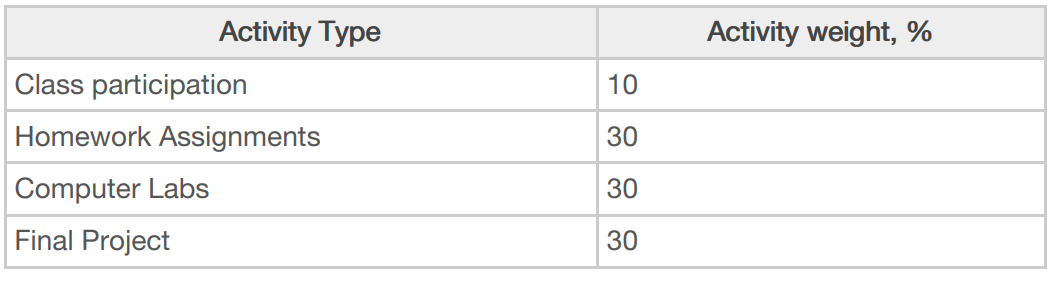 Activity Type Activity weight, %
Class participation 10
Homework Assignments 30
Computer Labs 30
Final Project 30